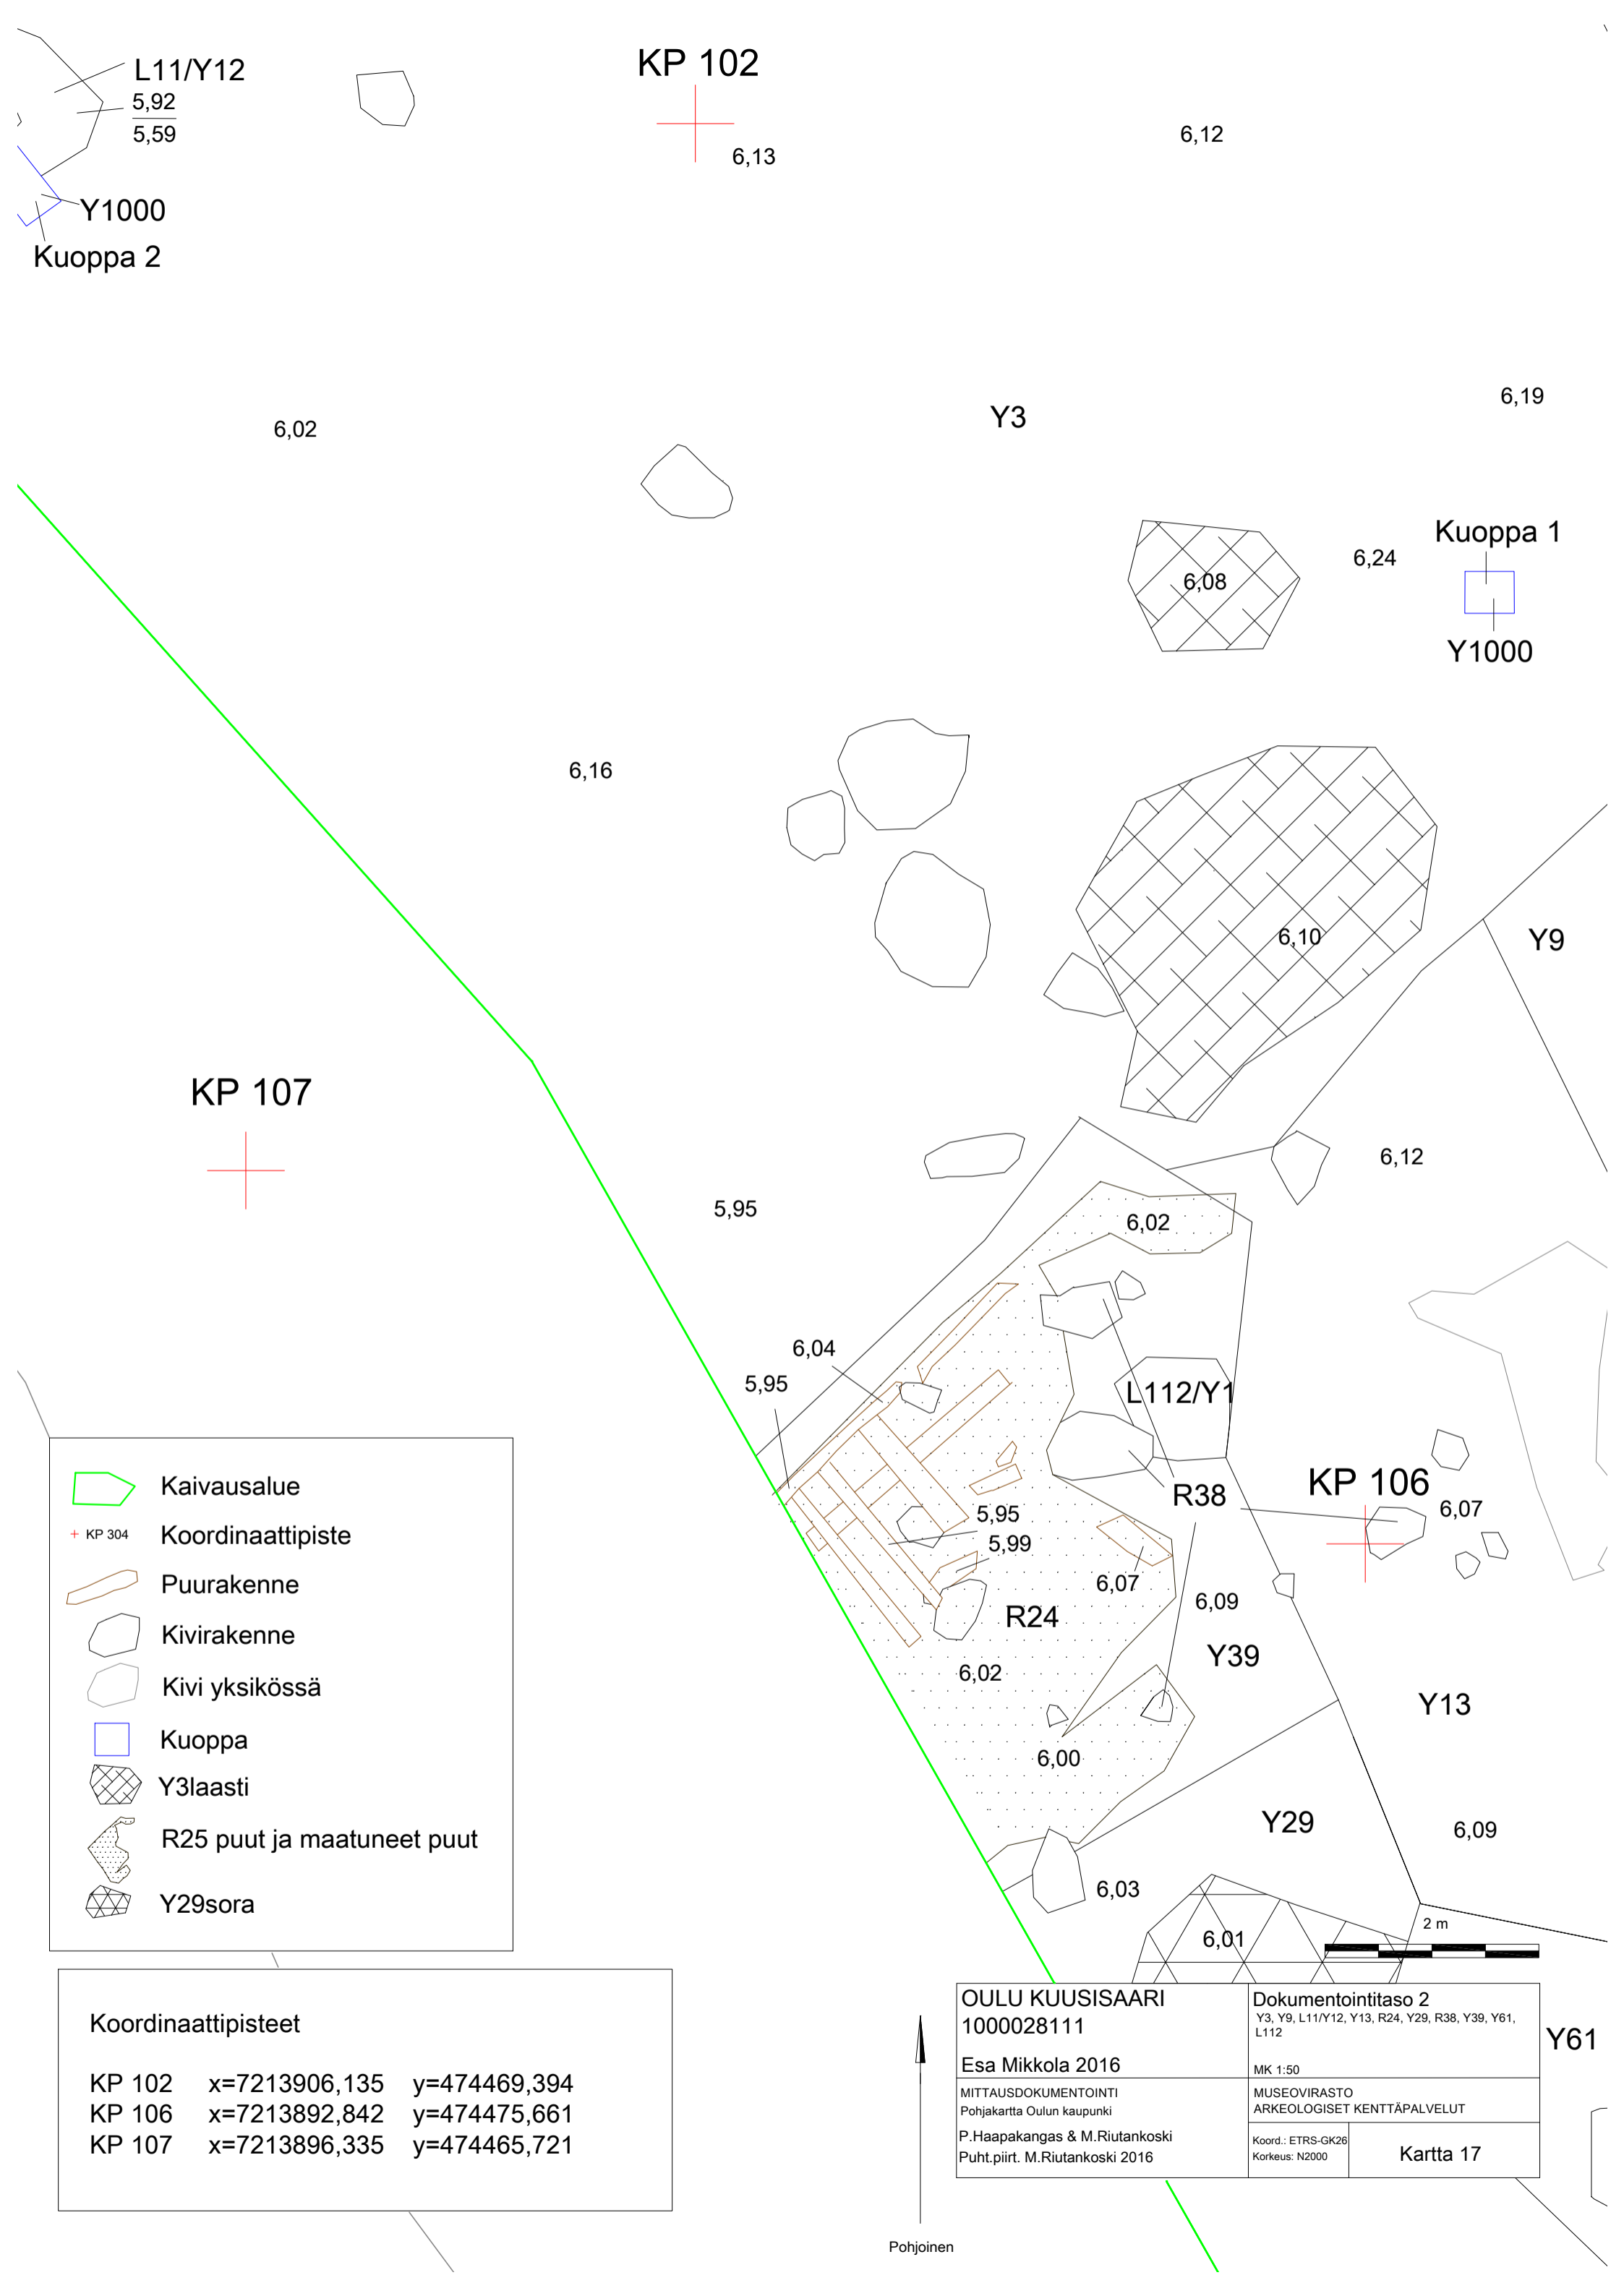 KP 102
L11/Y12
5,92
5,59
6,13
6,12
Y1000
Kuoppa 2
6,19
Y3
6,02
Kuoppa 1
6,24
6,08
Y1000
6,16
6,10
Y9
KP 107
6,12
5,95
6,02
6,04
5,95
L112/Y1
R38
KP 106
6,07
5,95
5,99
6,07
6,09
R24
Y39
6,02
Y13
6,00
Y29
6,09
6,03
6,01
2 m
Y61
Kaivausalue
KP 304
Koordinaattipiste
Puurakenne
Kivirakenne
Kivi yksikössä
Kuoppa
Y3laasti
R25 puut ja maatuneet puut
Y29sora
Koordinaattipisteet
KP 102 x=7213906,135 y=474469,394
KP 106 x=7213892,842 y=474475,661
KP 107 x=7213896,335 y=474465,721
Pohjoinen
OULU KUUSISAARI
1000028111
Esa Mikkola 2016
MITTAUSDOKUMENTOINTI
Pohjakartta Oulun kaupunki
P.Haapakangas & M.Riutankoski
Puht.piirt. M.Riutankoski 2016
Dokumentointitaso 2
Y3, Y9, L11/Y12, Y13, R24, Y29, R38, Y39, Y61,
L112
MK 1:50
MUSEOVIRASTO
ARKEOLOGISET KENTTÄPALVELUT
Koord.: ETRS-GK26
Korkeus: N2000
Kartta 17